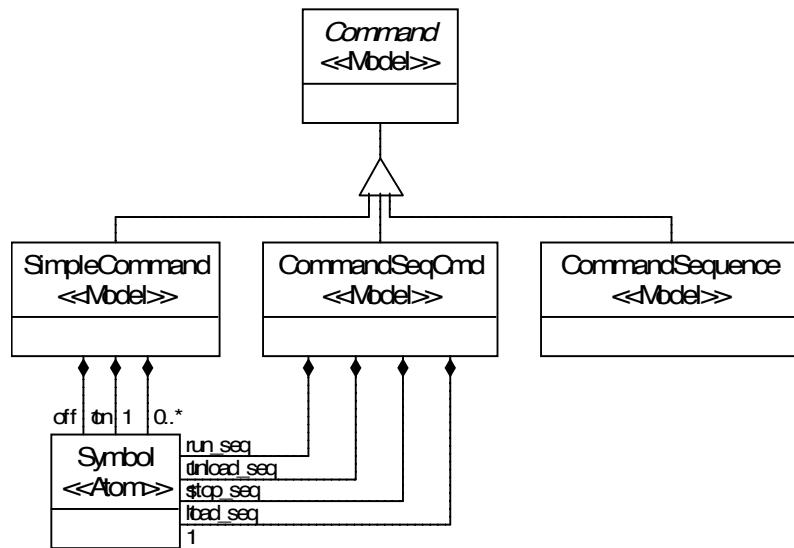 Command
<<Model>>
SimpleCommand
<<Model>>
CommandSeqCmd
<<Model>>
CommandSequence
<<Model>>
off on 1 0..*
Symbol
<<Atom>>
run_seq
unload_seq
stop_seq
load_seq
1